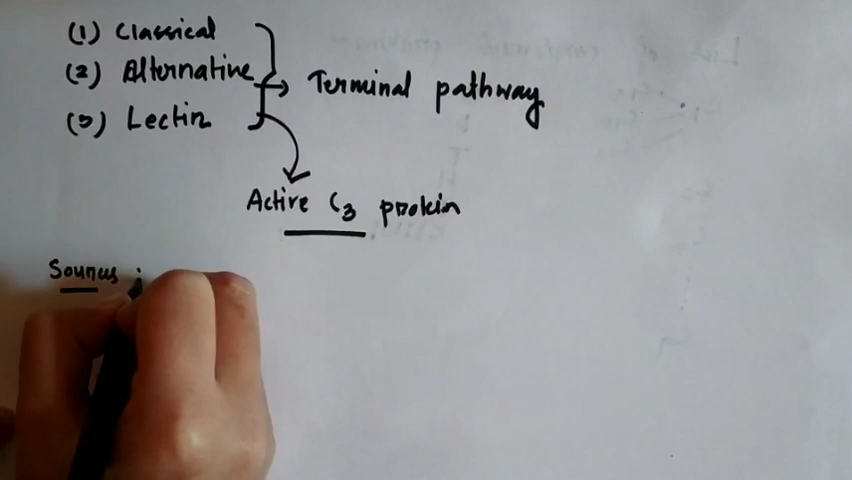 (1) Classical
(2) Alternative
(3) Lectin
→ Terminal pathway
Active C3 protein
Sources :